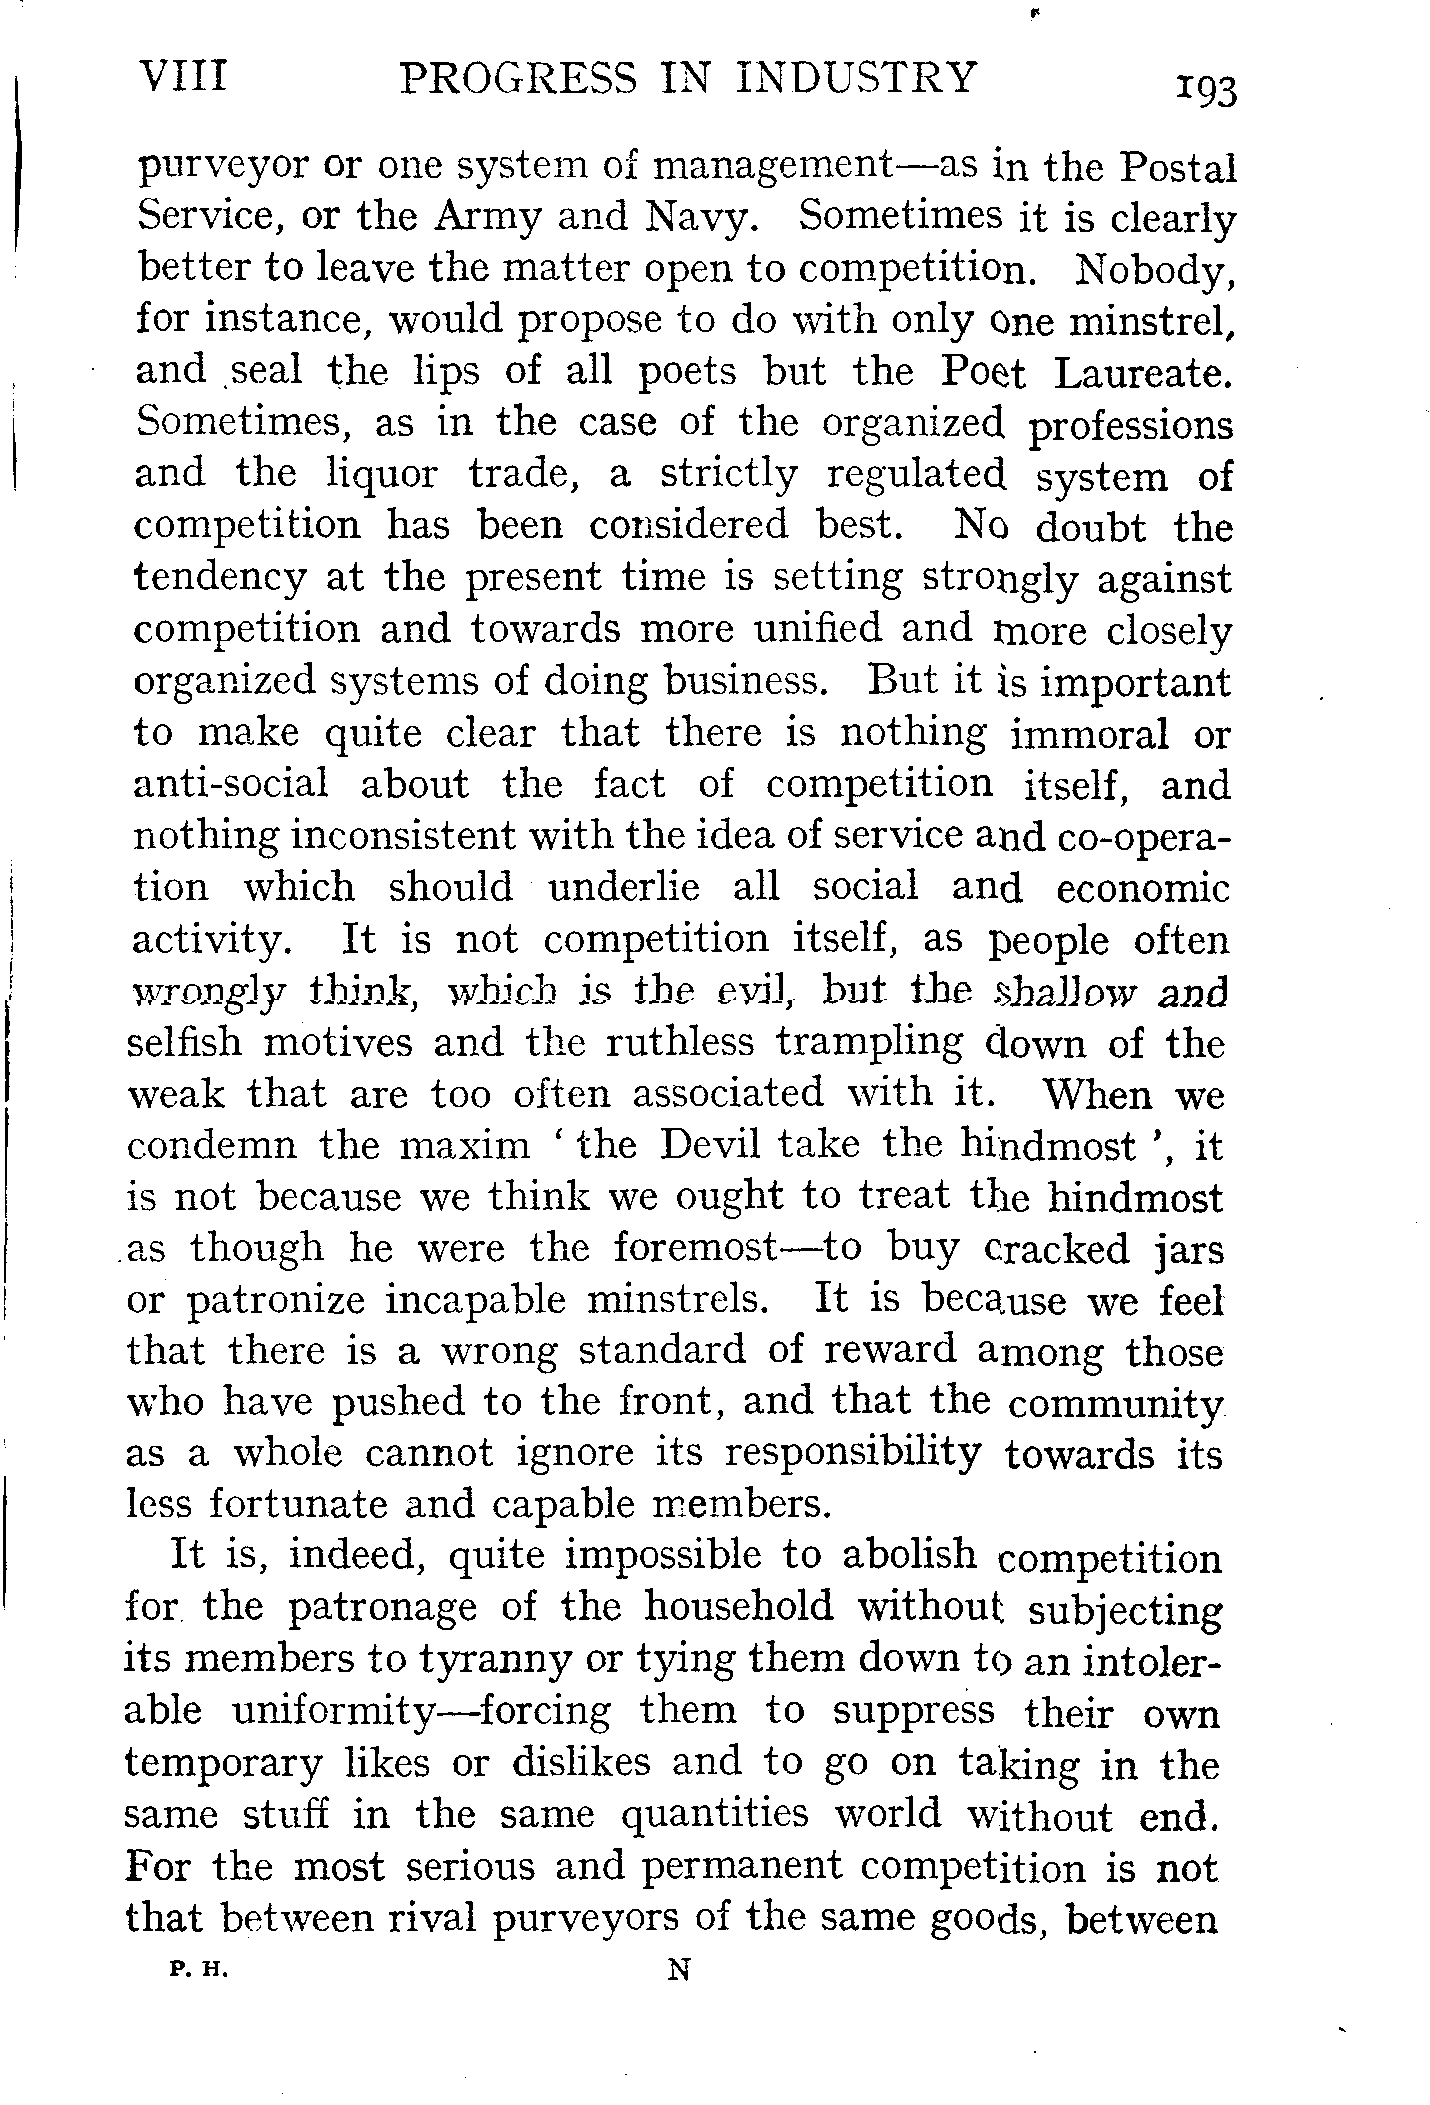 VIII PROGRESS IN INDUSTRY 193
purveyor or one system of management—as in the Postal
Service, or the Army and Navy. Sometimes it is clearly
better to leave the matter open to competition. Nobody,
for instance, would propose to do with only one minstrel,
and seal the lips of all poets but the Poet Laureate.
Sometimes, as in the case of the organized professions
and the liquor trade, a strictly regulated system of
competition has been considered best. No doubt the
tendency at the present time is setting strongly against
competition and towards more unified and more closely
organized systems of doing business. But it is important
to make quite clear that there is nothing immoral or
anti-social about the fact of competition itself, and
nothing inconsistent with the idea of service and co-opera-
tion which should underlie all social and economic
activity. It is not competition itself, as people often
wrongly think, which is the evil, but the shallow and
selfish motives and the ruthless trampling down of the
weak that are too often associated with it. When we
condemn the maxim ‘ the Devil take the hindmost ’, it
is not because we think we ought to treat the hindmost
as though he were the foremost—to buy cracked jars
or patronize incapable minstrels. It is because we feel
that there is a wrong standard of reward among those
who have pushed to the front, and that the community
as a whole cannot ignore its responsibility towards its
less fortunate and capable members.
It is, indeed, quite impossible to abolish competition
for the patronage of the household without subjecting
its members to tyranny or tying them down to an intoler-
able uniformity—forcing them to suppress their own
temporary likes or dislikes and to go on taking in the
same stuff in the same quantities world without end.
For the most serious and permanent competition is not
that between rival purveyors of the same goods, between
P. H. N